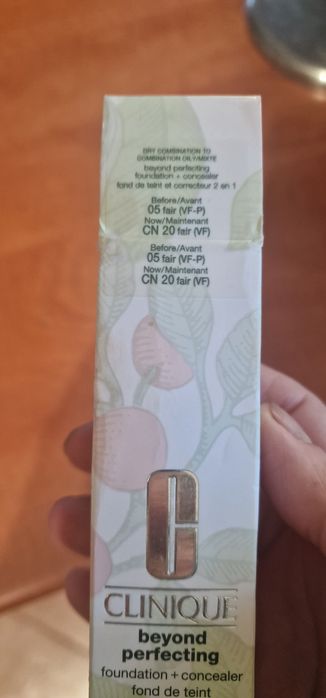 DRY COMBINATION TO
COMBINATION OILY/MIXTE
beyond perfecting
foundation + concealer
fond de teint et correcteur 2 en 1
Before/Avant
05 fair (VF-P)
Now/Maintenant
CN 20 fair (VF)
Before/Avant
05 fair (VF-P)
Now/Maintenant
CN 20 fair (VF)
CLINIQUE
beyond
perfecting
foundation + concealer
fond de teint